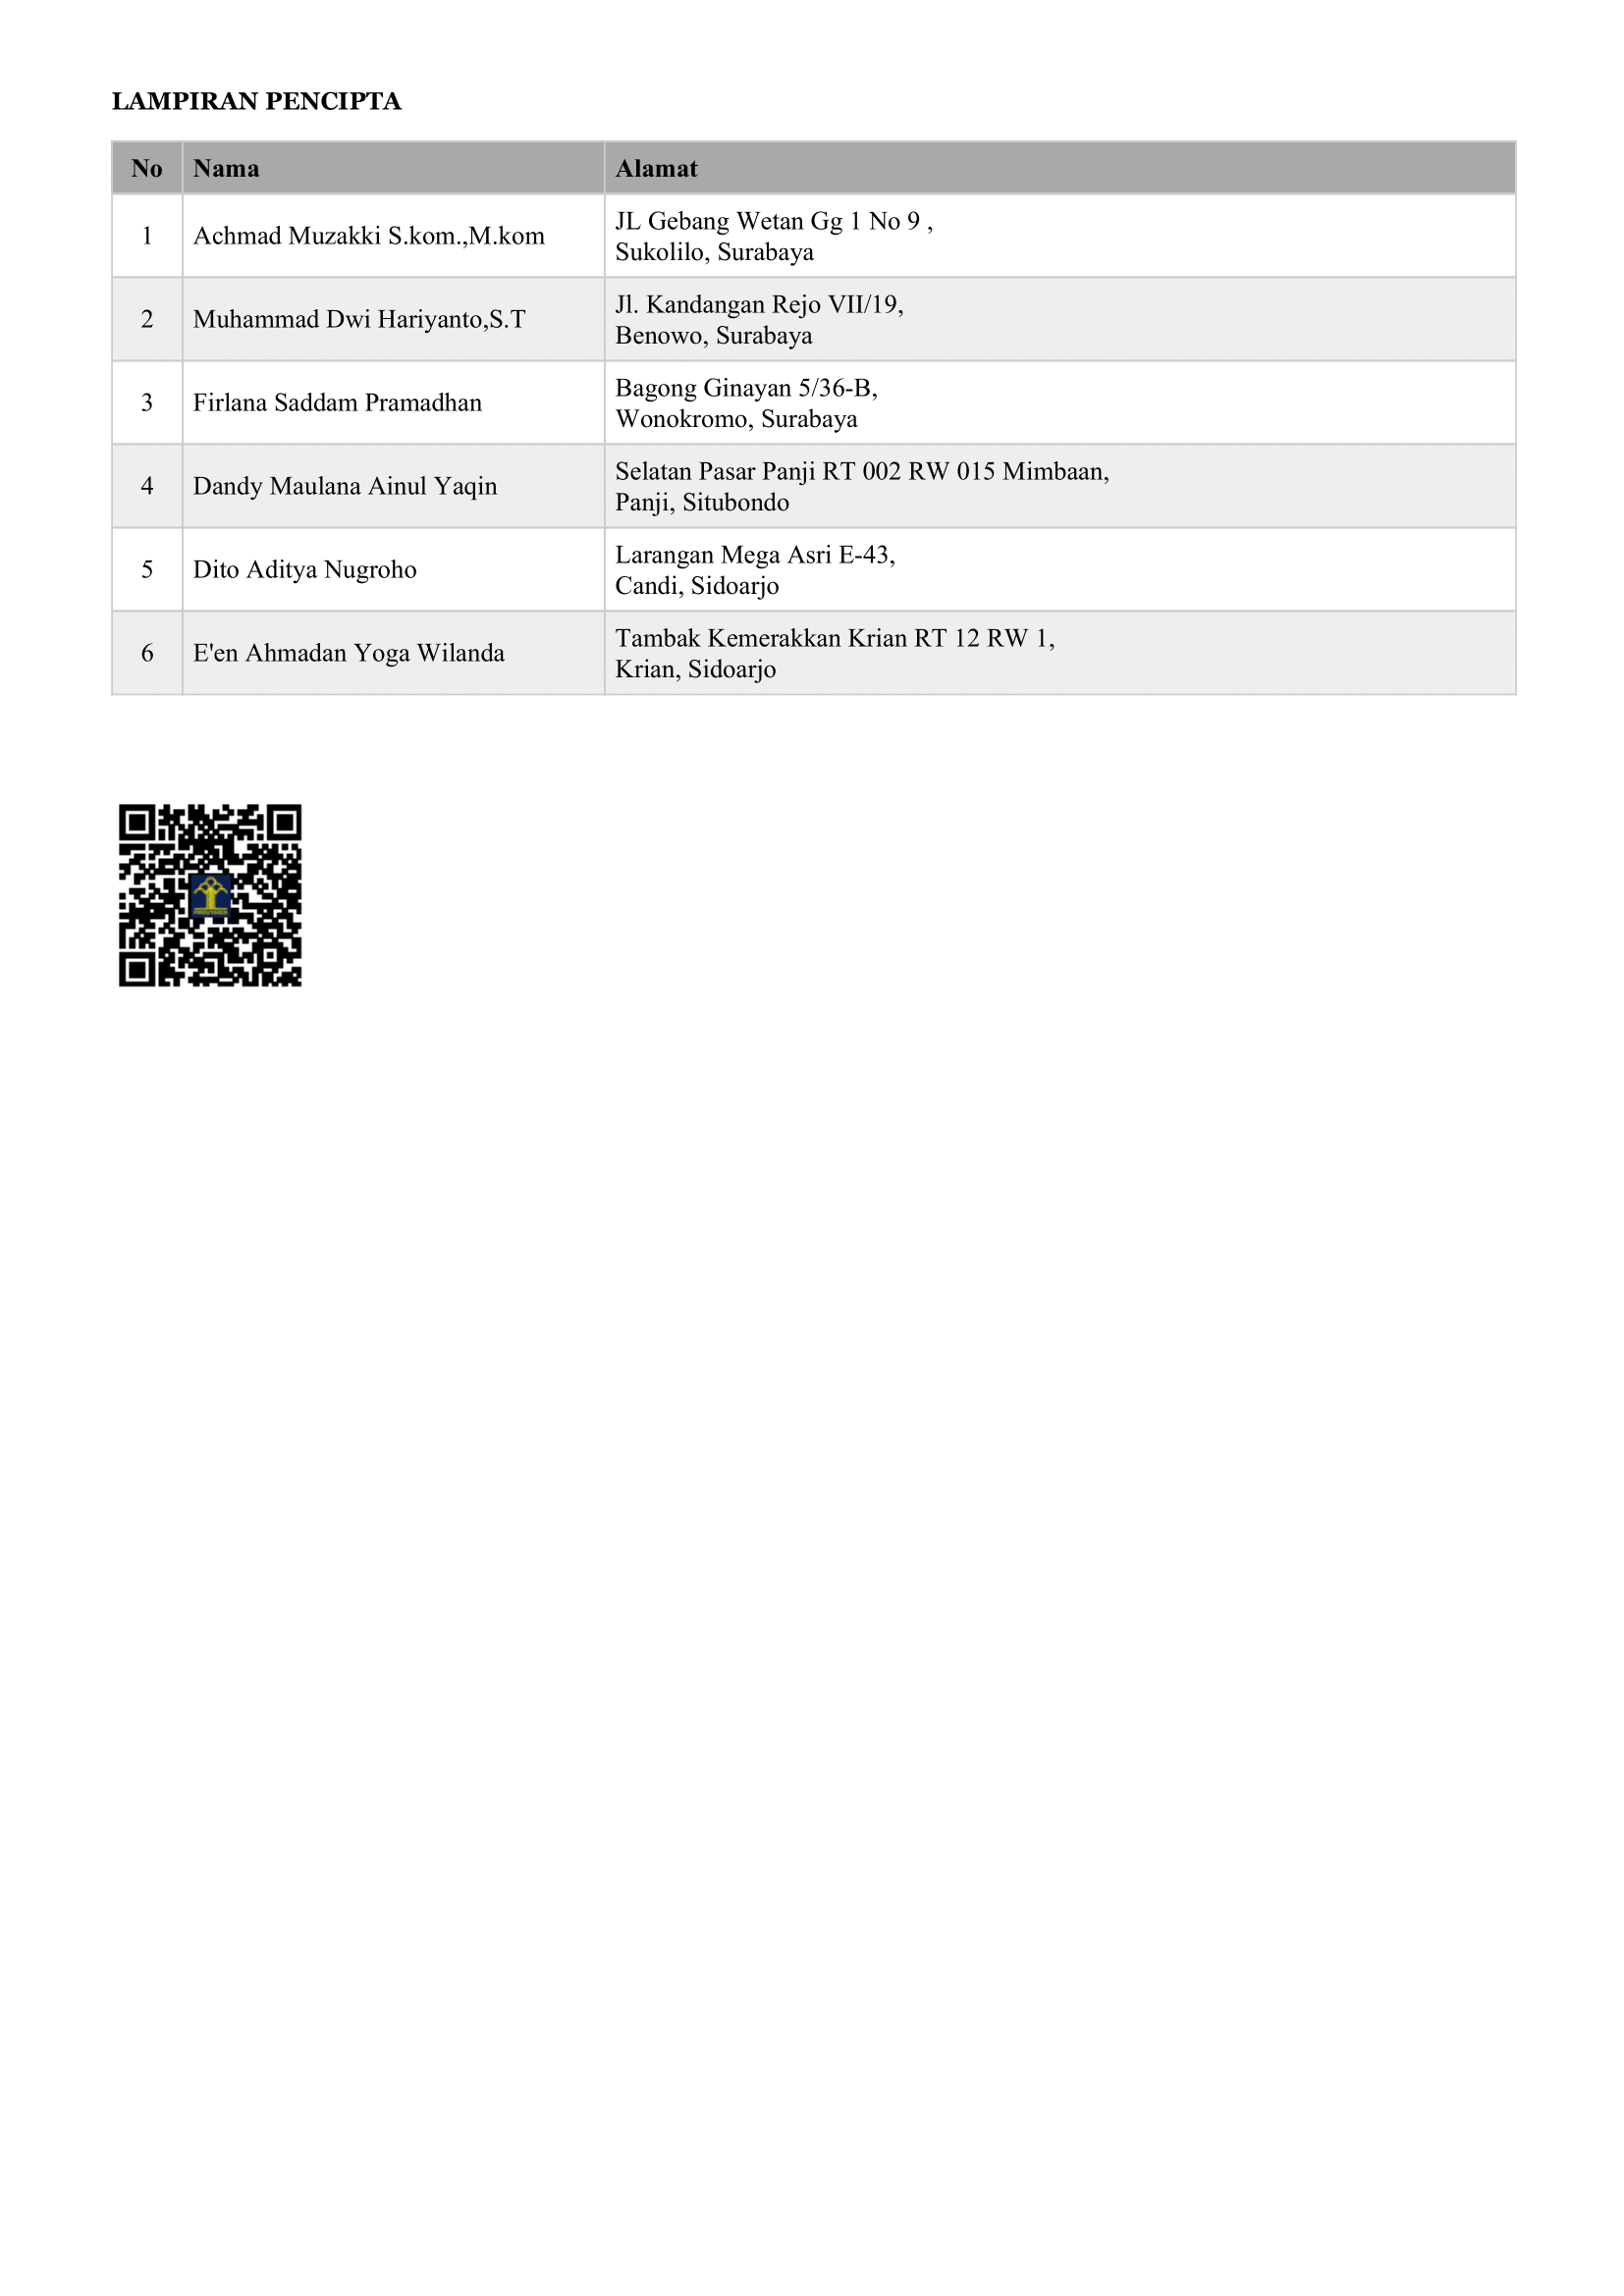 LAMPIRAN PENCIPTA
No Nama Alamat
1 Achmad Muzakki S.kom.,M.kom JL Gebang Wetan Gg 1 No 9 ,
Sukolilo, Surabaya
2 Muhammad Dwi Hariyanto,S.T Jl. Kandangan Rejo VII/19,
Benowo, Surabaya
3 Firlana Saddam Pramadhan Bagong Ginayan 5/36-B,
Wonokromo, Surabaya
4 Dandy Maulana Ainul Yaqin Selatan Pasar Panji RT 002 RW 015 Mimbaan,
Panji, Situbondo
5 Dito Aditya Nugroho Larangan Mega Asri E-43,
Candi, Sidoarjo
6 E'en Ahmadan Yoga Wilanda Tambak Kemerakkan Krian RT 12 RW 1,
Krian, Sidoarjo